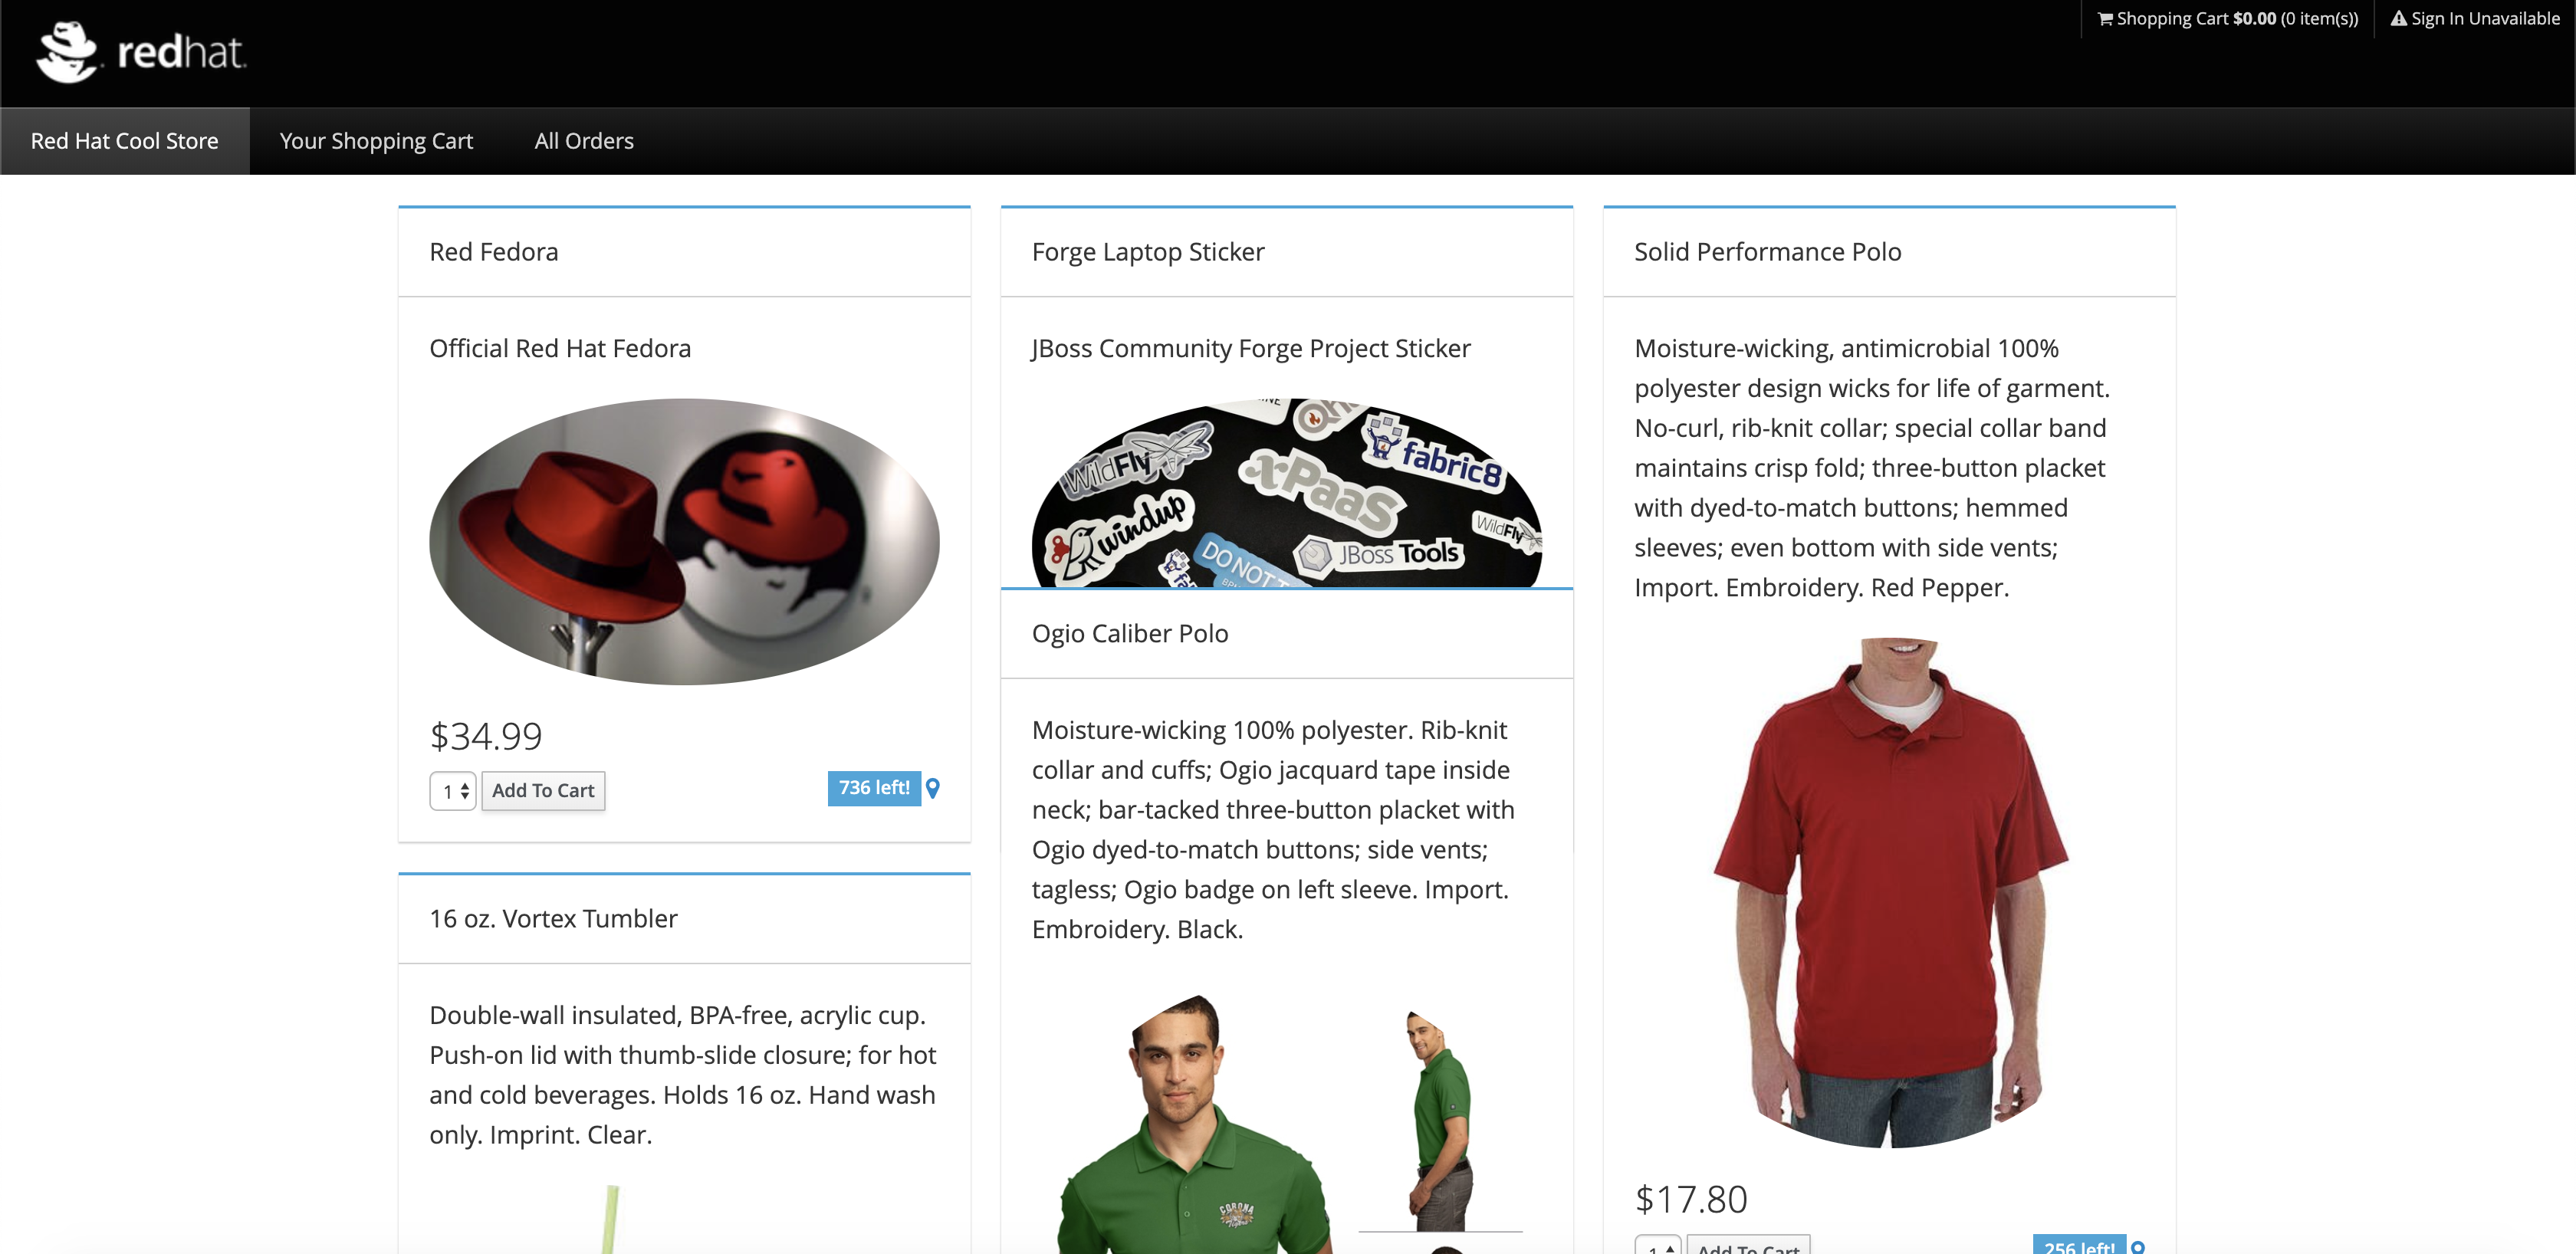 redhat.
Shopping Cart $0.00 (0 item(s))
Sign In Unavailable
Red Hat Cool Store
Your Shopping Cart
All Orders
Red Fedora
Official Red Hat Fedora
$34.99
1
Add To Cart
736 left!
16 oz. Vortex Tumbler
Double-wall insulated, BPA-free, acrylic cup.
Push-on lid with thumb-slide closure; for hot
and cold beverages. Holds 16 oz. Hand wash
only. Imprint. Clear.
Forge Laptop Sticker
JBoss Community Forge Project Sticker
WildFly
fabric8
xPaaS
windup
WildFly
JBoss Tools
DO NOT
Ogio Caliber Polo
Moisture-wicking 100% polyester. Rib-knit
collar and cuffs; Ogio jacquard tape inside
neck; bar-tacked three-button placket with
Ogio dyed-to-match buttons; side vents;
tagless; Ogio badge on left sleeve. Import.
Embroidery. Black.
CORONA
Solid Performance Polo
Moisture-wicking, antimicrobial 100%
polyester design wicks for life of garment.
No-curl, rib-knit collar; special collar band
maintains crisp fold; three-button placket
with dyed-to-match buttons; hemmed
sleeves; even bottom with side vents;
Import. Embroidery. Red Pepper.
$17.80
1
Add To Cart
256 left!